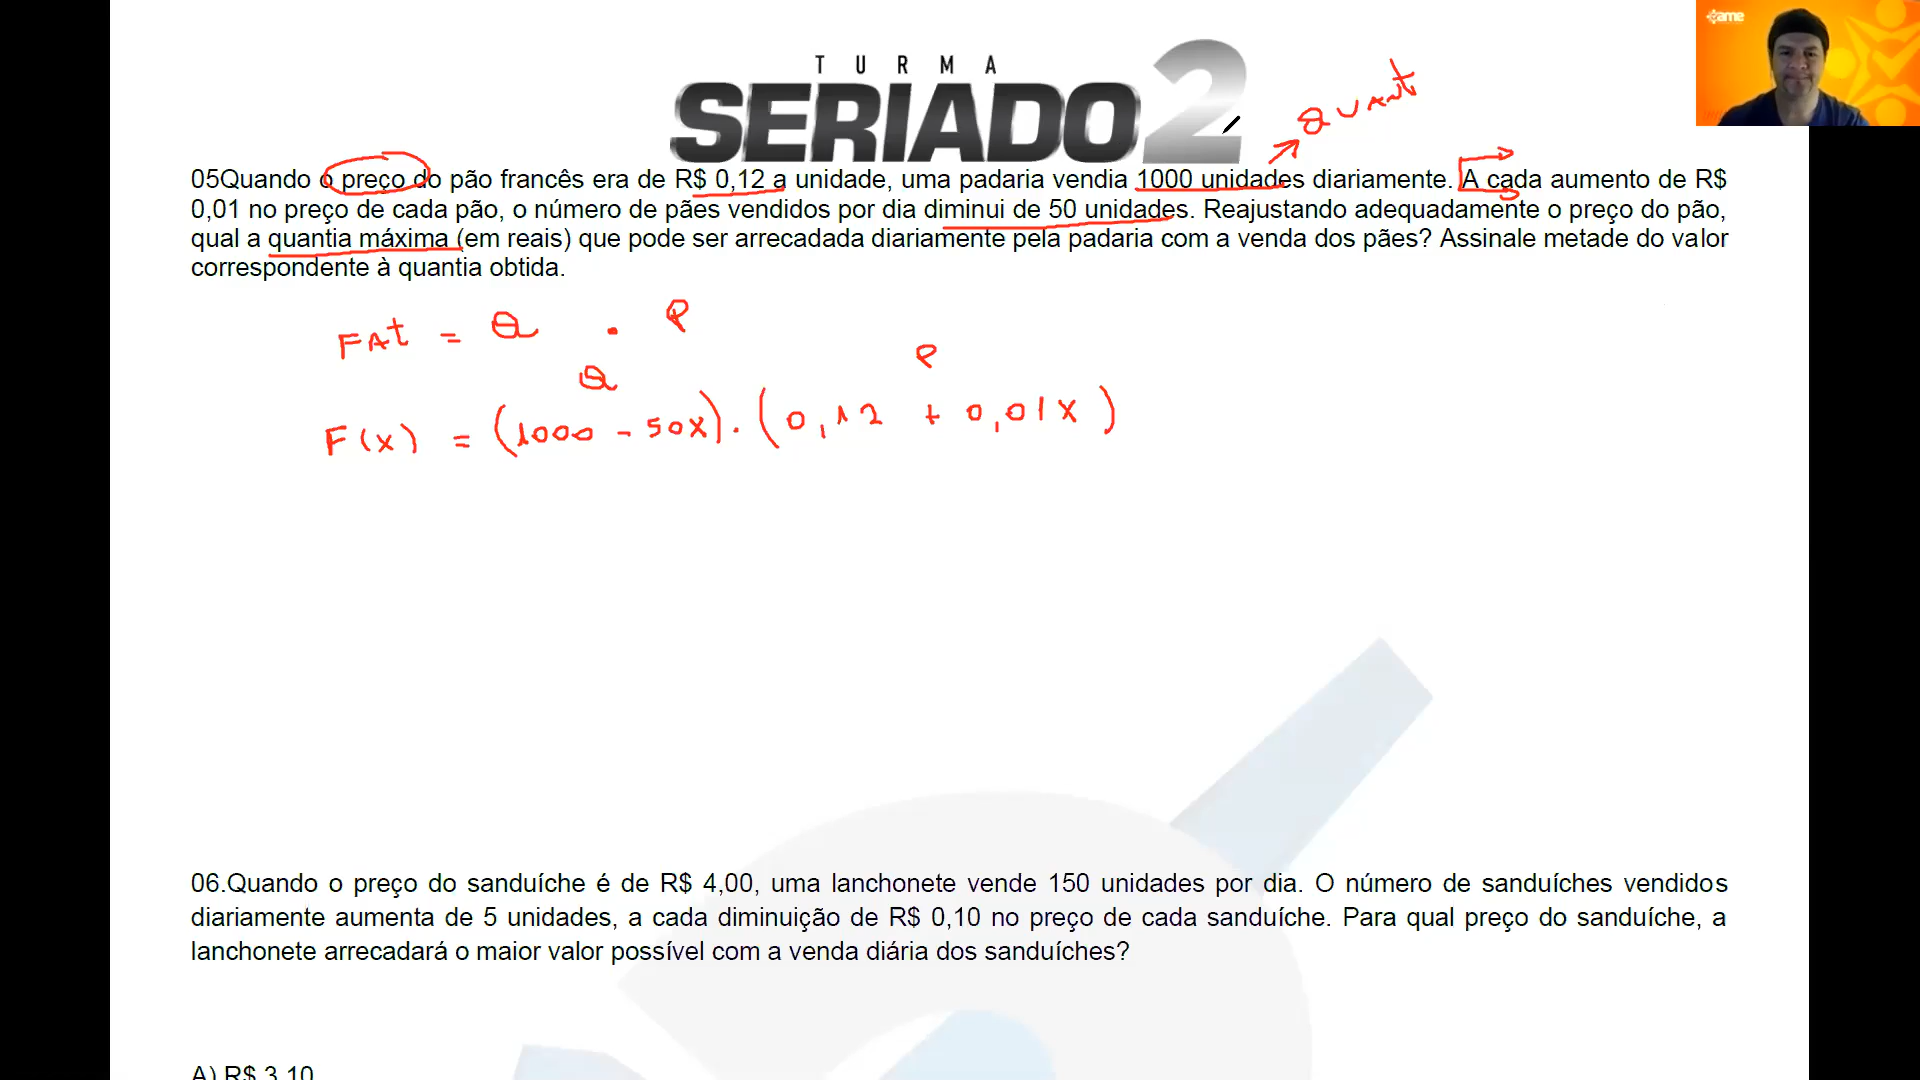 tame
TURMA
SERIADO 2
QUANT
05Quando o preço do pão francês era de R$ 0,12 a unidade, uma padaria vendia 1000 unidades diariamente. A cada aumento de R$
0,01 no preço de cada pão, o número de pães vendidos por dia diminui de 50 unidades. Reajustando adequadamente o preço do pão,
qual a quantia máxima (em reais) que pode ser arrecadada diariamente pela padaria com a venda dos pães? Assinale metade do valor
correspondente à quantia obtida.
FAt = Q . P
Q P
F(x) = (1000 - 50x) . (0,12 + 0,01x)
06.Quando o preço do sanduíche é de R$ 4,00, uma lanchonete vende 150 unidades por dia. O número de sanduíches vendidos
diariamente aumenta de 5 unidades, a cada diminuição de R$ 0,10 no preço de cada sanduíche. Para qual preço do sanduíche, a
lanchonete arrecadará o maior valor possível com a venda diária dos sanduíches?
A) R$ 3,10